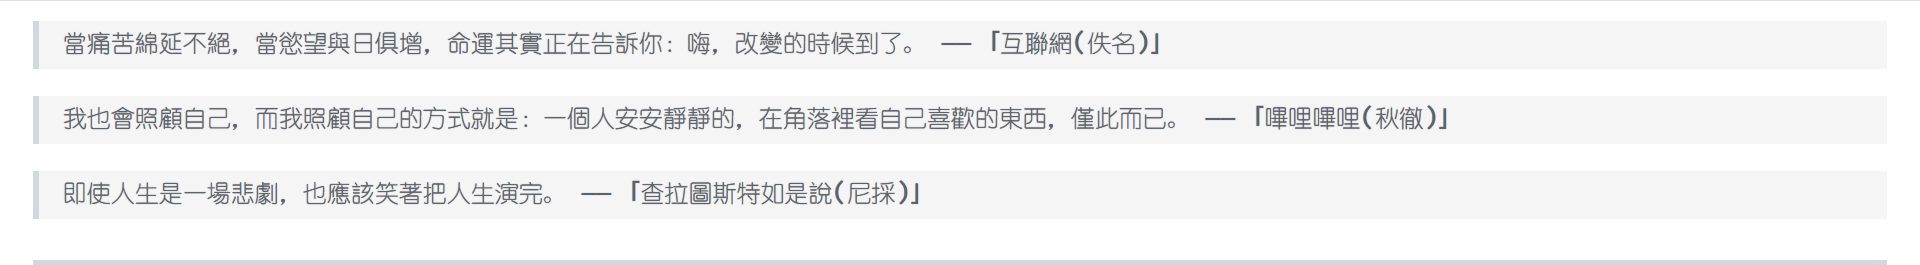 當痛苦綿延不絕，當慾望與日俱增，命運其實正在告訴你：嗨，改變的時候到了。 —— 「互聯網(佚名)」
我也會照顧自己，而我照顧自己的方式就是：一個人安安靜靜的，在角落裡看自己喜歡的東西，僅此而已。 —— 「嗶哩嗶哩(秋徹)」
即使人生是一場悲劇，也應該笑著把人生演完。 —— 「查拉圖斯特如是說(尼採)」